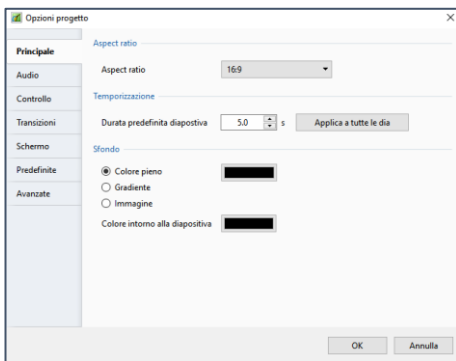 Opzioni progetto
Principale
Audio
Controllo
Transizioni
Schermo
Predefinite
Avanzate
Aspect ratio
Aspect ratio 16:9
Temporizzazione
Durata predefinita diapostiva 5.0 s Applica a tutte le dia
Sfondo
Colore pieno
Gradiente
Immagine
Colore intorno alla diapositiva
OK Annulla